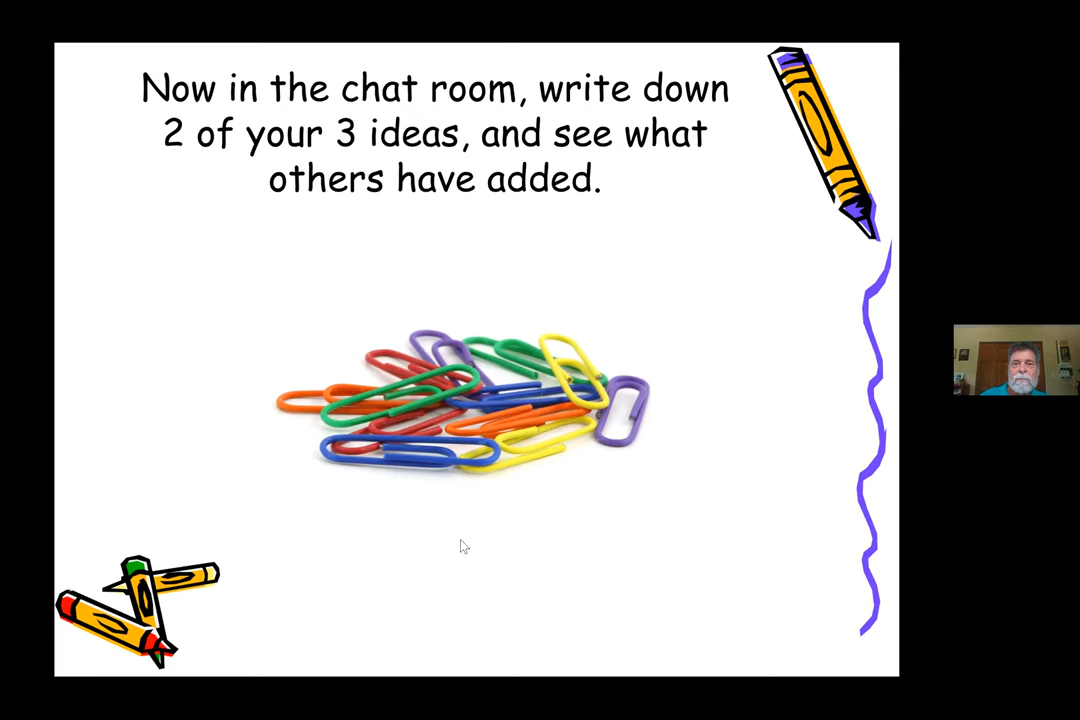 Now in the chat room, write down
2 of your 3 ideas, and see what
others have added.